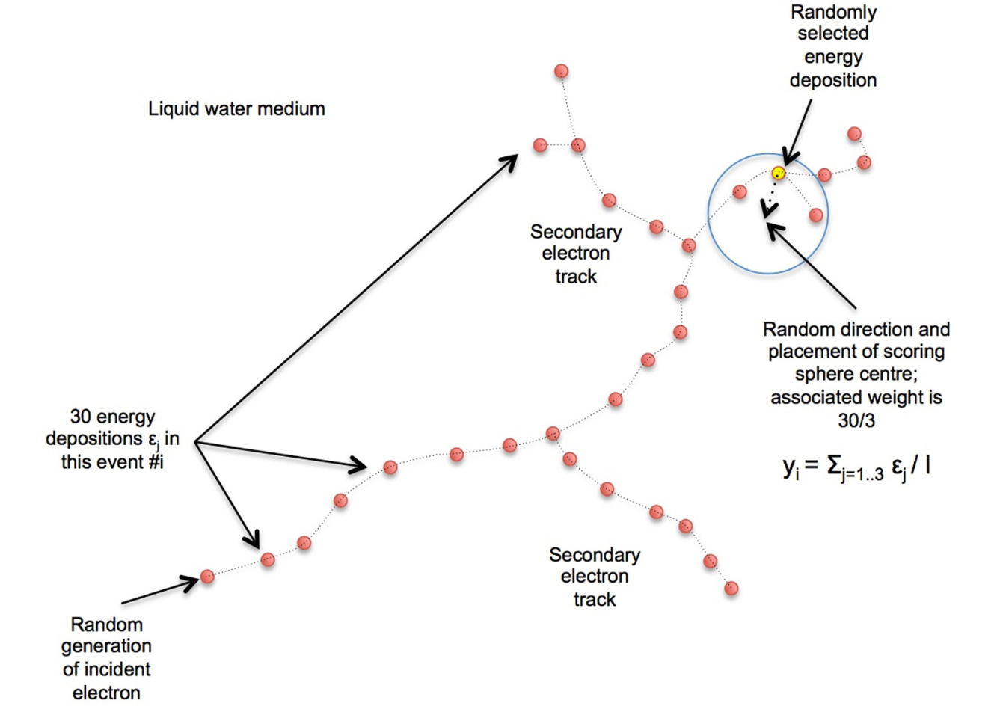 Randomly
selected
energy
deposition
Liquid water medium
Secondary
electron
track
Random direction and
placement of scoring
sphere centre;
associated weight is
30/3
yᵢ = Σⱼ₌₁..₃ εⱼ / l
30 energy
depositions εⱼ in
this event #i
Secondary
electron
track
Random
generation
of incident
electron